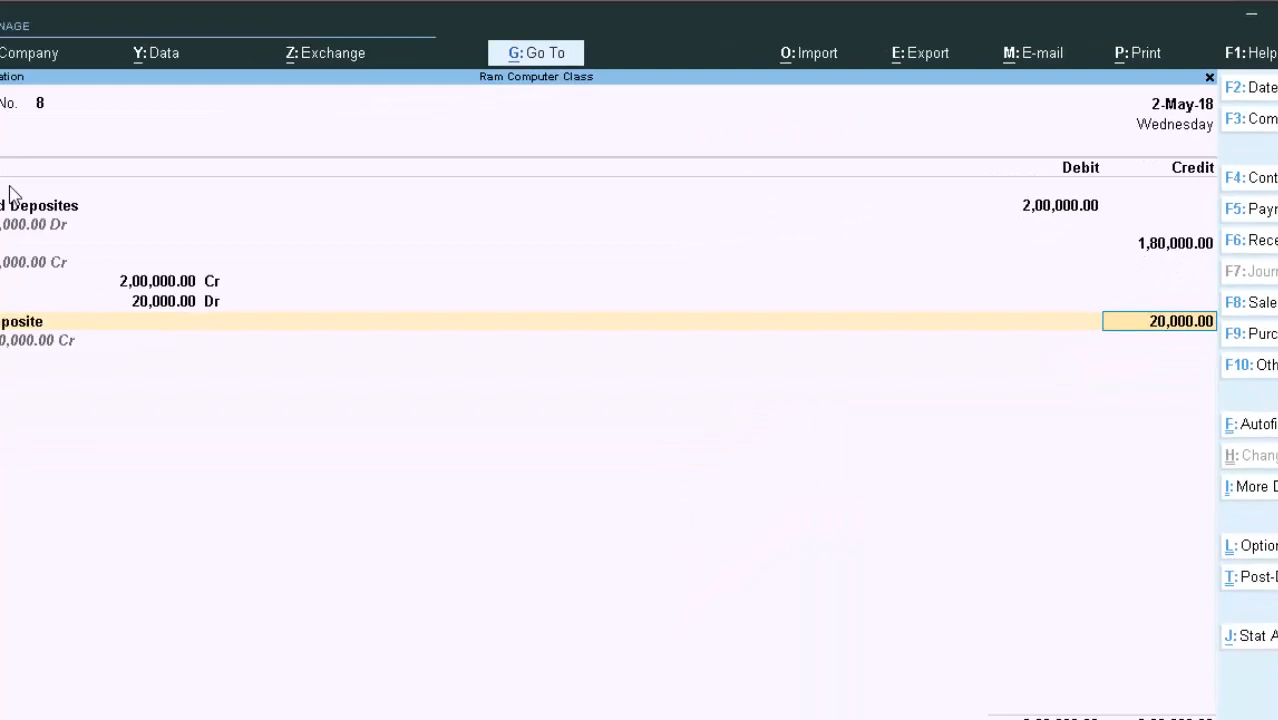 NAGE
Company Y: Data Z: Exchange G: Go To O: Import E: Export M: E-mail P: Print F1: Help
ation Ram Computer Class
No. 8 2-May-18
Wednesday
Debit Credit
d Deposites 2,00,000.00
,000.00 Dr
1,80,000.00
,000.00 Cr
2,00,000.00 Cr
20,000.00 Dr
posite 20,000.00
0,000.00 Cr
F2: Date
F3: Com
F4: Cont
F5: Payr
F6: Rece
F7: Jour
F8: Sale
F9: Purc
F10: Oth
E: Autofi
H: Chang
I: More D
L: Option
T: Post-D
J: Stat A